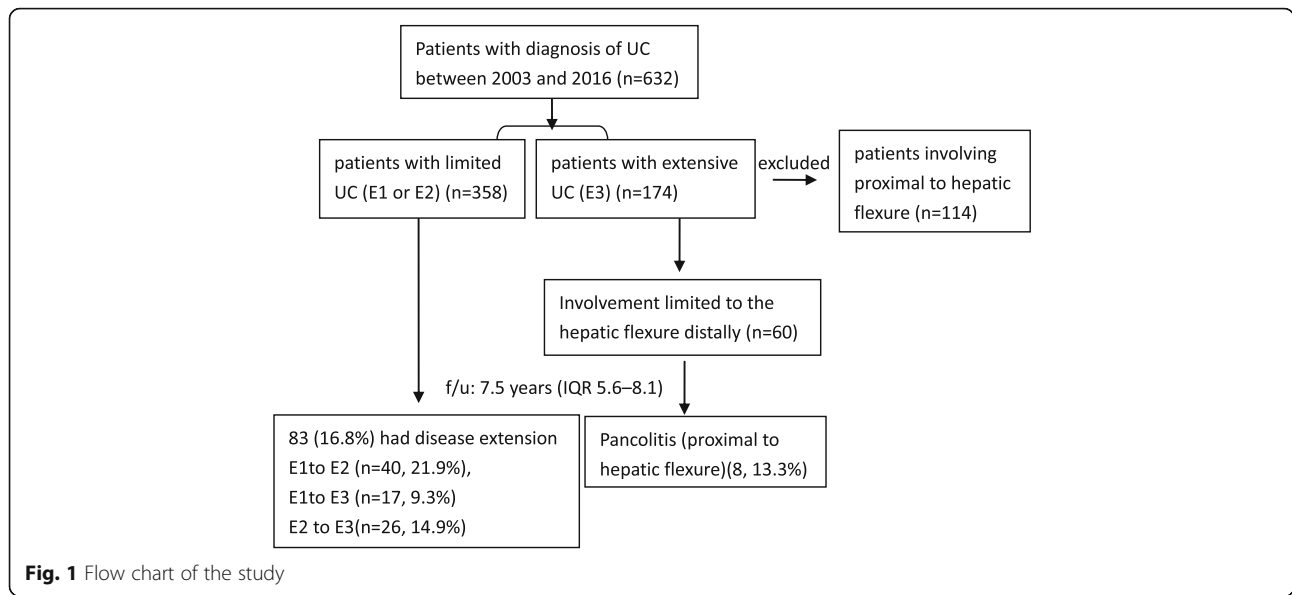 Patients with diagnosis of UC
between 2003 and 2016 (n=632)
patients with limited
UC (E1 or E2) (n=358)
patients with extensive
UC (E3) (n=174)
excluded
patients involving
proximal to hepatic
flexure (n=114)
Involvement limited to the
hepatic flexure distally (n=60)
f/u: 7.5 years (IQR 5.6–8.1)
83 (16.8%) had disease extension
E1to E2 (n=40, 21.9%),
E1to E3 (n=17, 9.3%)
E2 to E3(n=26, 14.9%)
Pancolitis (proximal to
hepatic flexure)(8, 13.3%)
Fig. 1 Flow chart of the study